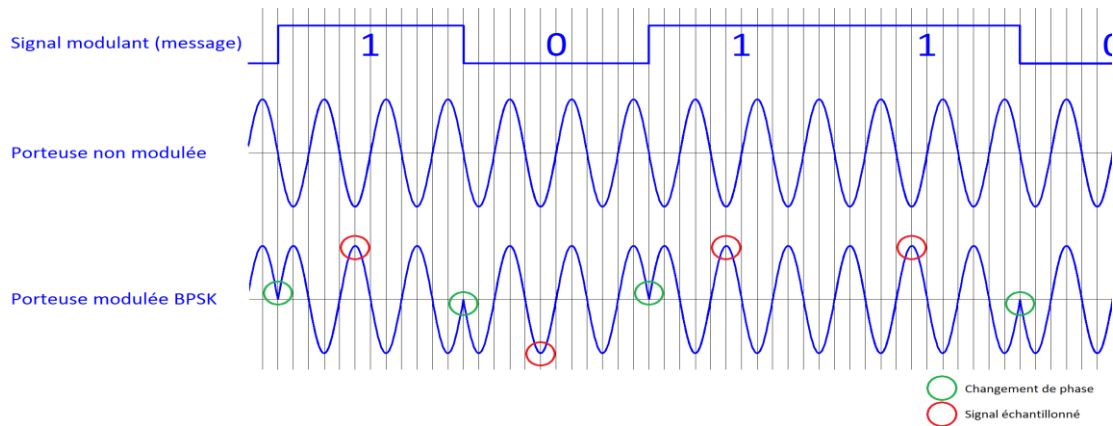 Signal modulant (message)
1 0 1 1 0
Porteuse non modulée
Porteuse modulée BPSK
Changement de phase
Signal échantillonné